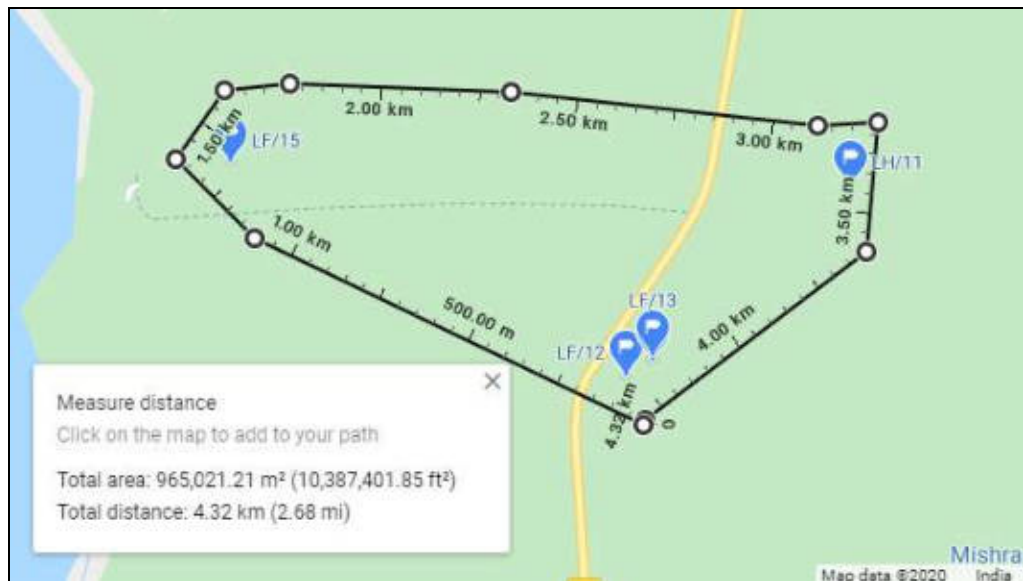 2.00 km
2.50 km
3.00 km
1.50 km
LF/15
LH/11
3.50 km
1.00 km
500.00 m
LF/13
LF/12
4.00 km
4.32 km
0
Measure distance
Click on the map to add to your path
Total area: 965,021.21 m² (10,387,401.85 ft²)
Total distance: 4.32 km (2.68 mi)
Mishra
Map data ©2020 India